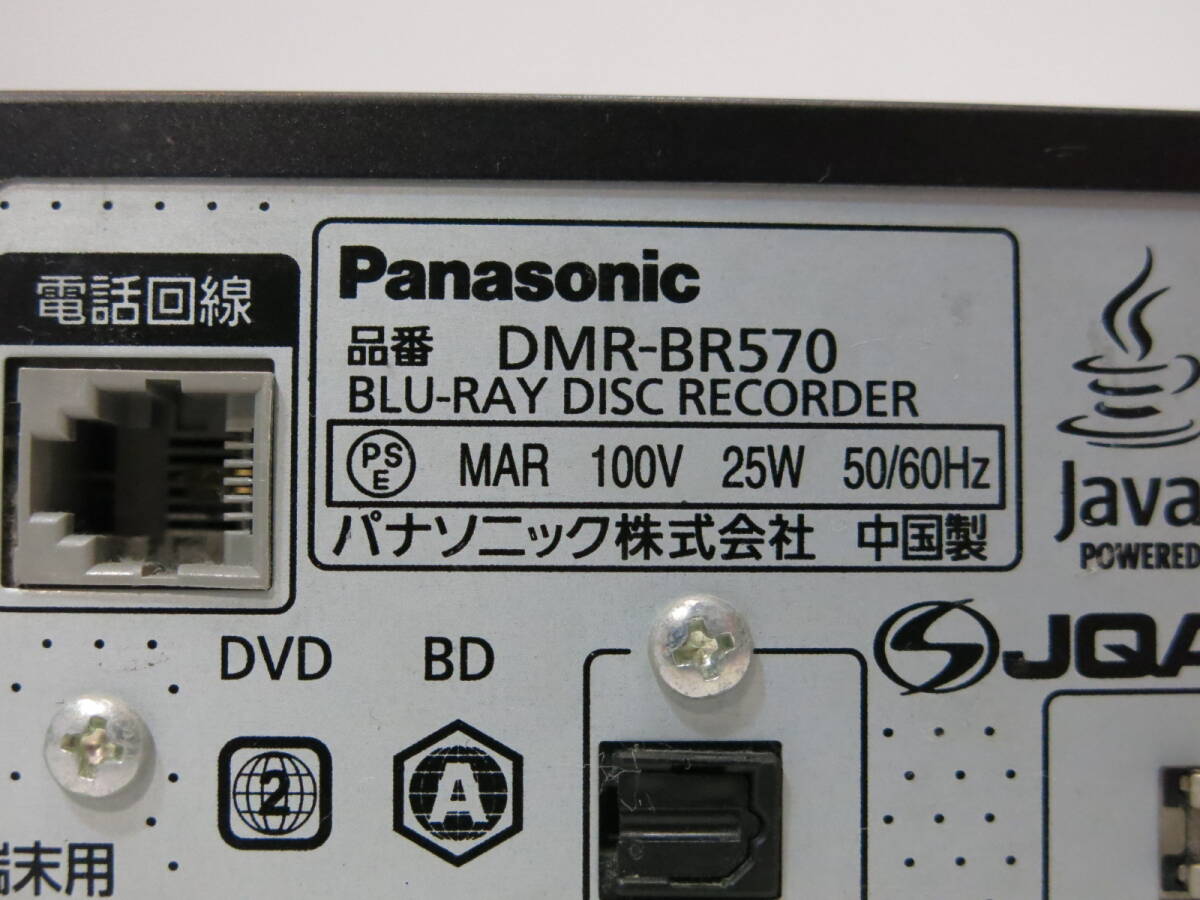 電話回線
Panasonic
品番 DMR-BR570
BLU-RAY DISC RECORDER
PS E MAR 100V 25W 50/60Hz
パナソニック株式会社 中国製
Java
POWERED
DVD BD
JQA
2 A
端末用